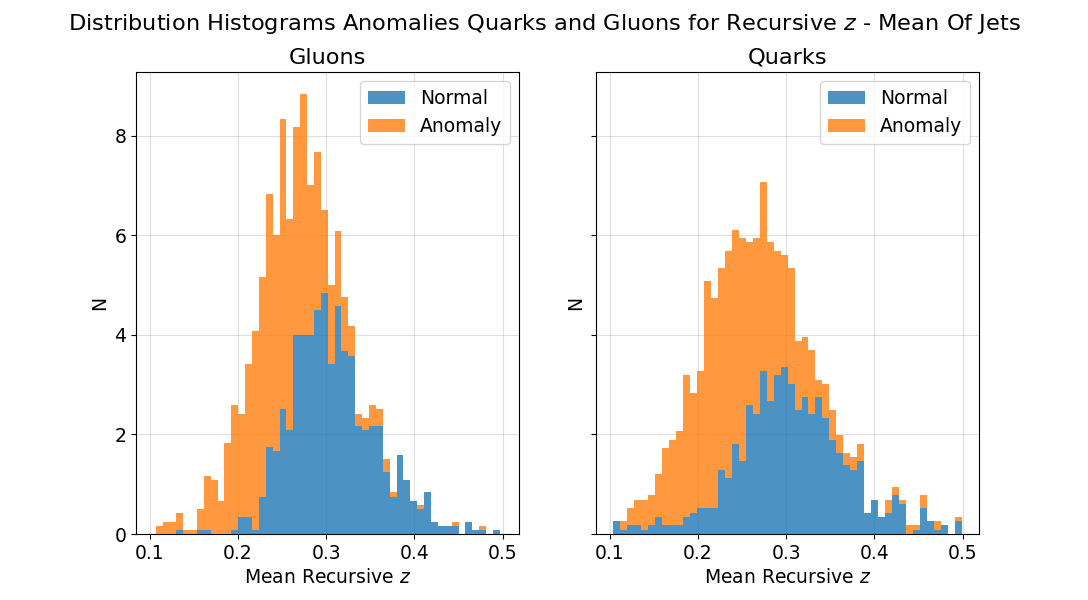 Distribution Histograms Anomalies Quarks and Gluons for Recursive z - Mean Of Jets
Gluons
Normal
Anomaly
N
8
6
4
2
0
0.1 0.2 0.3 0.4 0.5
Mean Recursive z
Quarks
Normal
Anomaly
N
0.1 0.2 0.3 0.4 0.5
Mean Recursive z